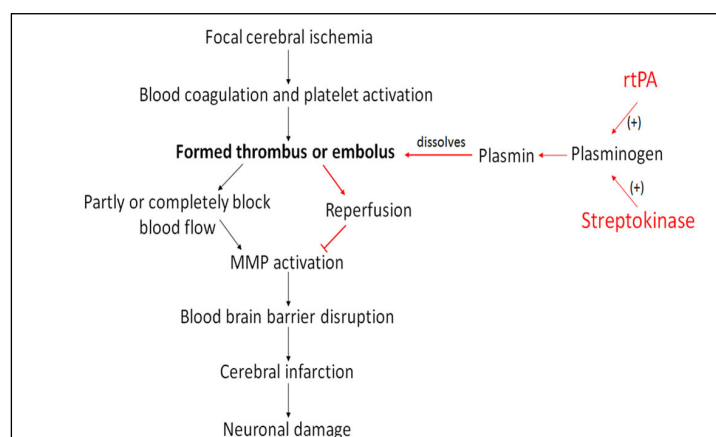 Focal cerebral ischemia
rtPA
Blood coagulation and platelet activation
(+)
dissolves
Formed thrombus or embolus
Plasmin
Plasminogen
(+)
Partly or completely block
blood flow
Reperfusion
Streptokinase
MMP activation
Blood brain barrier disruption
Cerebral infarction
Neuronal damage